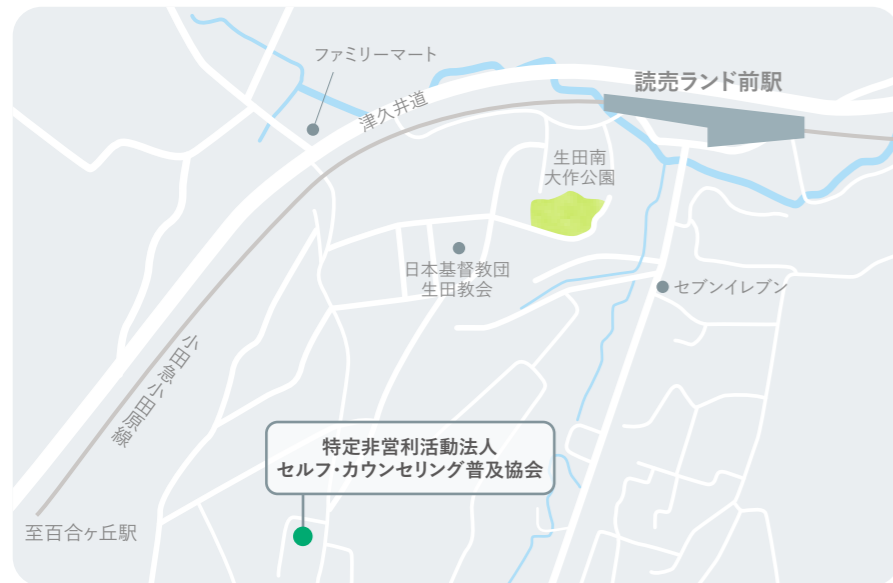 ファミリーマート
読売ランド前駅
津久井道
生田南
大作公園
日本基督教団
生田教会
セブンイレブン
小田急小田原線
特定非営利活動法人
セルフ・カウンセリング普及協会
至百合ヶ丘駅